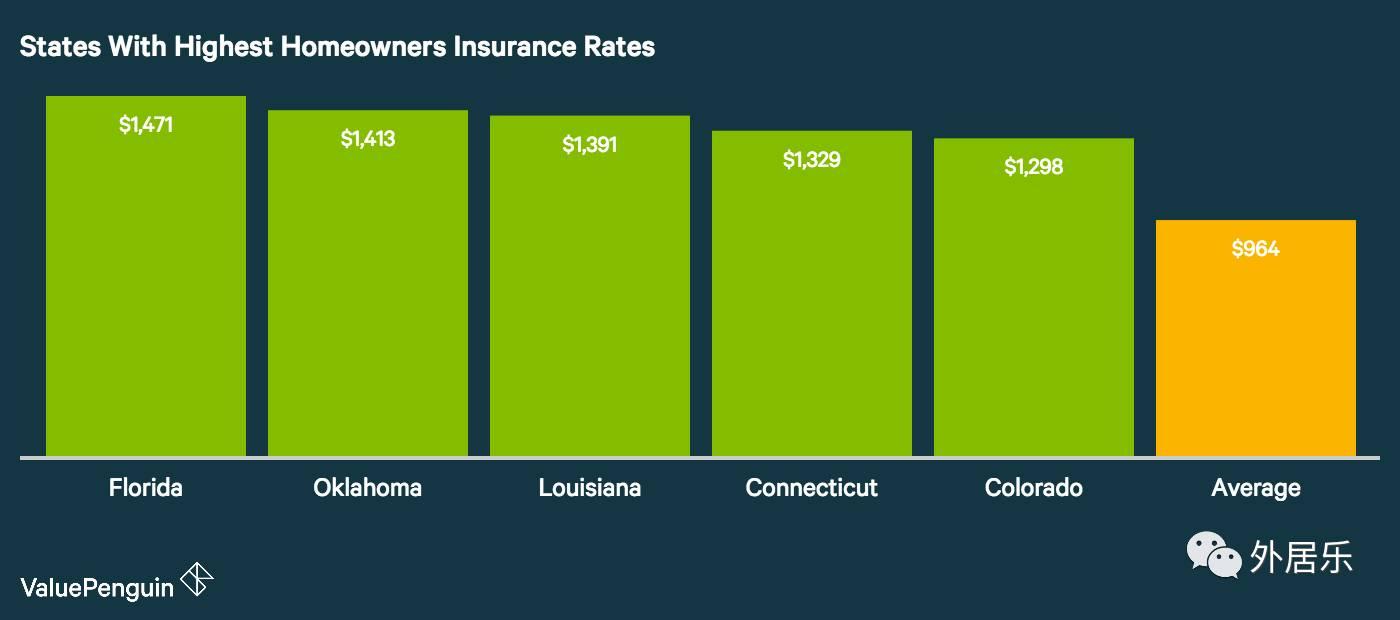 States With Highest Homeowners Insurance Rates
$1,471
$1,413
$1,391
$1,329
$1,298
$964
Florida
Oklahoma
Louisiana
Connecticut
Colorado
Average
ValuePenguin
外居乐